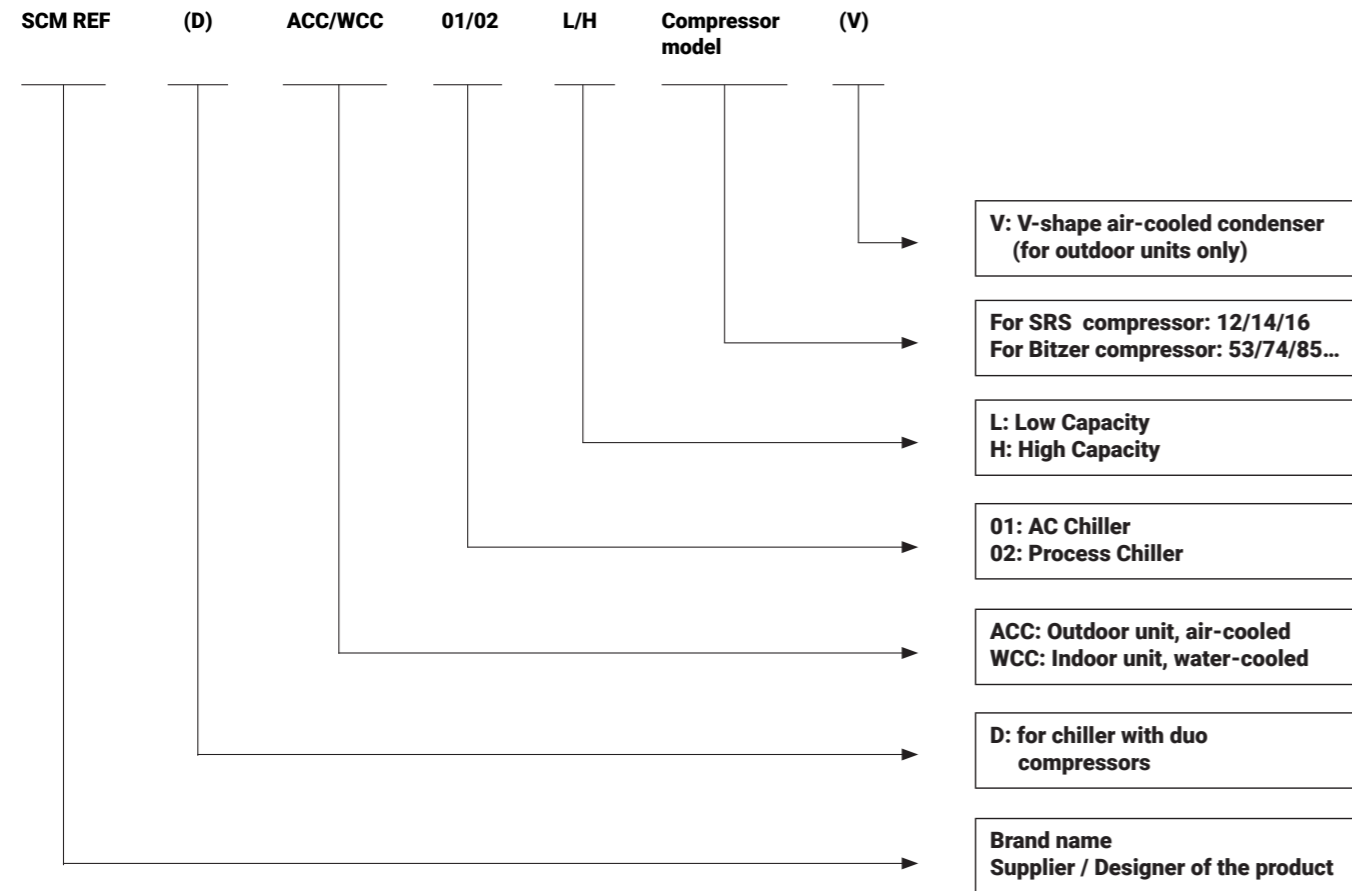 SCM REF (D) ACC/WCC 01/02 L/H Compressor (V)
model
V: V-shape air-cooled condenser
(for outdoor units only)
For SRS compressor: 12/14/16
For Bitzer compressor: 53/74/85...
L: Low Capacity
H: High Capacity
01: AC Chiller
02: Process Chiller
ACC: Outdoor unit, air-cooled
WCC: Indoor unit, water-cooled
D: for chiller with duo
compressors
Brand name
Supplier / Designer of the product